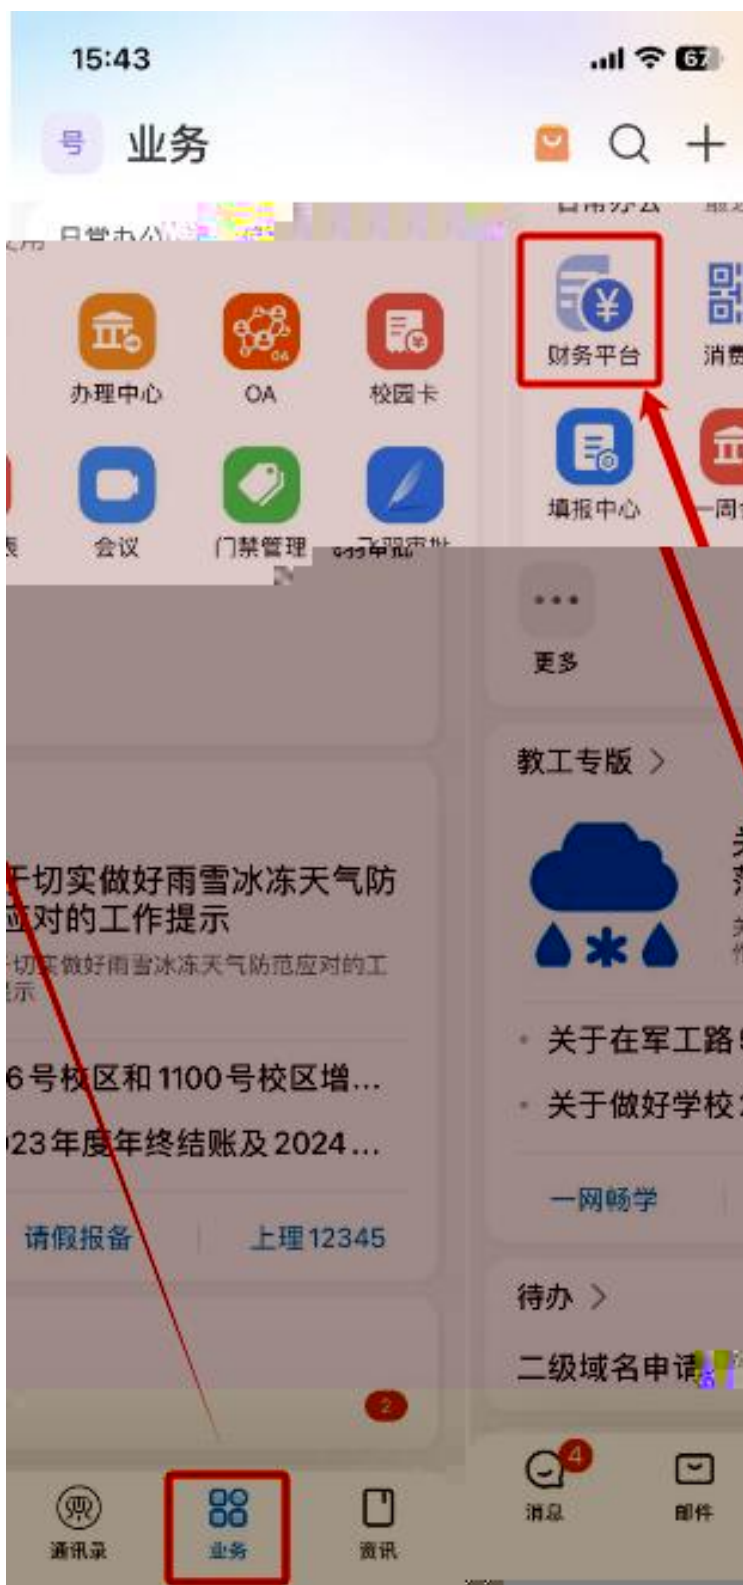 15:43
67
号 业务
日常办公
日常办公
财务平台
办理中心
OA
校园卡
填报中心
会议
门禁管理
更多
教工专版 >
于切实做好雨雪冰冻天气防
应对的工作提示
切实做好雨雪冰冻天气防范应对的工
提示
• 关于在军工路
6号校区和1100号校区增...
• 关于做好学校
023年度年终结账及2024...
一网畅学
请假报备
上理12345
待办 >
二级域名申请
2
4
消息
邮件
通讯录
业务
资讯